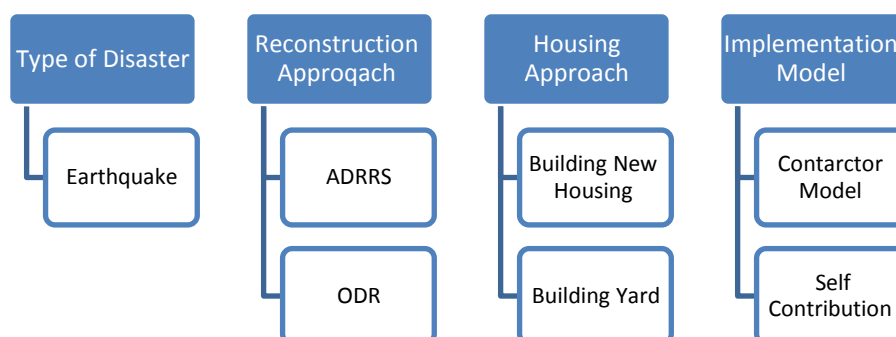 Type of Disaster
Earthquake
Reconstruction
Approqach
ADRRS
ODR
Housing
Approach
Building New
Housing
Building Yard
Implementation
Model
Contarctor
Model
Self
Contribution